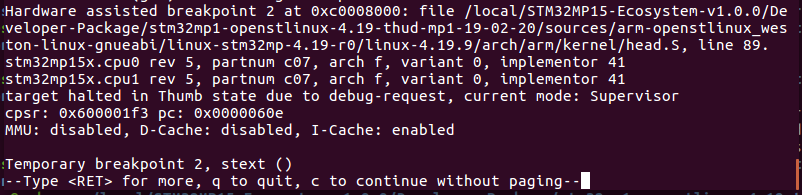 Hardware assisted breakpoint 2 at 0xc0008000: file /local/STM32MP15-Ecosystem-v1.0.0/De
veloper-Package/stm32mp1-openstlinux-4.19-thud-mp1-19-02-20/sources/arm-openstlinux_wes
ton-linux-gnueabi/linux-stm32mp-4.19-r0/linux-4.19.9/arch/arm/kernel/head.S, line 89.
stm32mp15x.cpu0 rev 5, partnum c07, arch f, variant 0, implementor 41
stm32mp15x.cpu1 rev 5, partnum c07, arch f, variant 0, implementor 41
target halted in Thumb state due to debug-request, current mode: Supervisor
cpsr: 0x600001f3 pc: 0x0000060e
MMU: disabled, D-Cache: disabled, I-Cache: enabled
Temporary breakpoint 2, stext ()
--Type <RET> for more, q to quit, c to continue without paging--